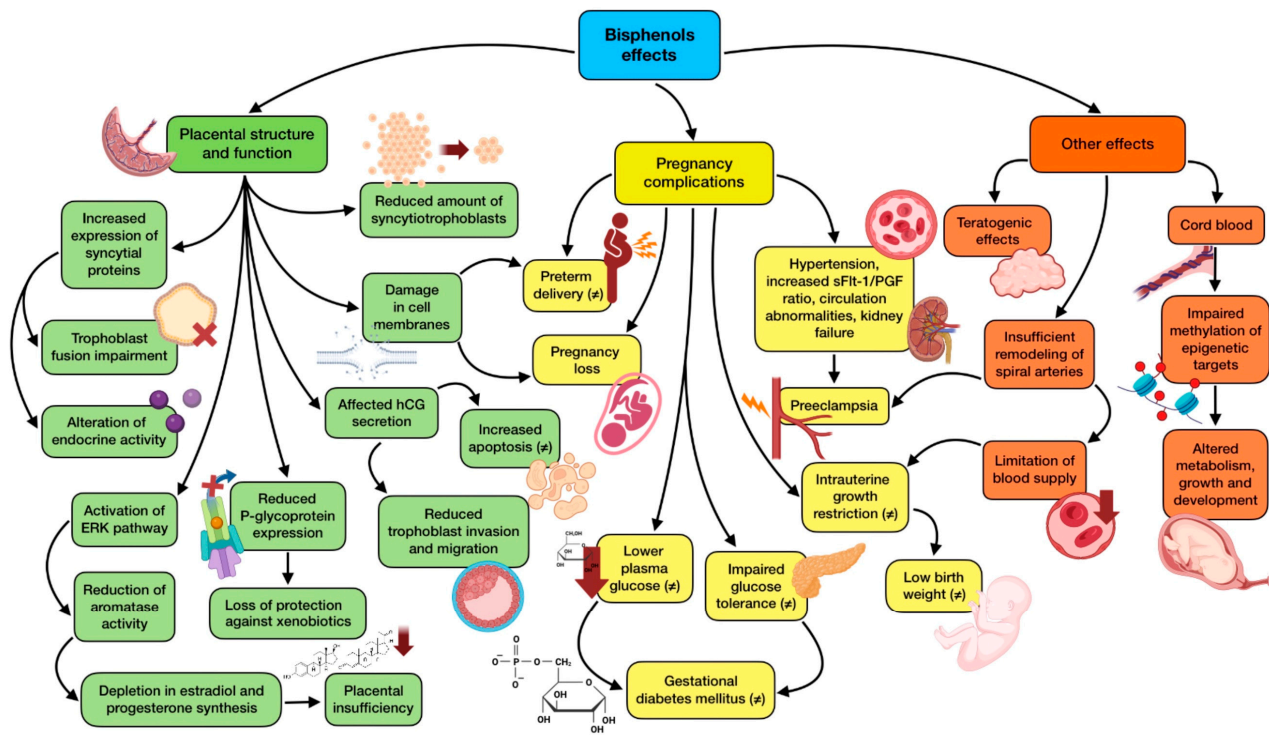 Bisphenols
effects
Placental structure
and function
Pregnancy
complications
Other effects
Reduced amount of
syncytiotrophoblasts
Increased
expression of
syncytial
proteins
Trophoblast
fusion impairment
Alteration of
endocrine activity
Damage
in cell
membranes
Preterm
delivery (≠)
Pregnancy
loss
Hypertension,
increased sFlt-1/PGF
ratio, circulation
abnormalities, kidney
failure
Preeclampsia
Teratogenic
effects
Cord blood
Insufficient
remodeling of
spiral arteries
Impaired
methylation of
epigenetic
targets
Affected hCG
secretion
Increased
apoptosis (≠)
Limitation of
blood supply
Altered
metabolism,
growth and
development
Activation of
ERK pathway
Reduced
P-glycoprotein
expression
Reduced
trophoblast invasion
and migration
Intrauterine
growth
restriction (≠)
Lower
plasma
glucose (≠)
Impaired
glucose
tolerance (≠)
Low birth
weight (≠)
Reduction of
aromatase
activity
Loss of protection
against xenobiotics
Depletion in estradiol and
progesterone synthesis
Placental
insufficiency
Gestational
diabetes mellitus (≠)